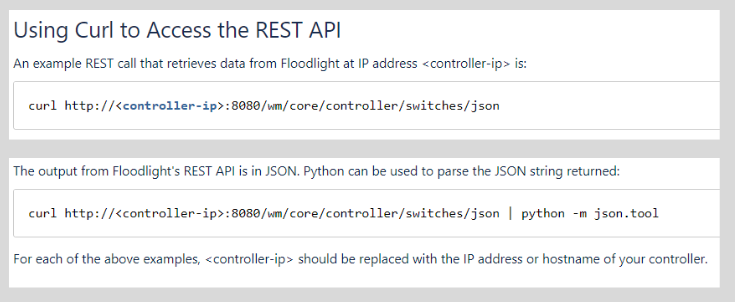 Using Curl to Access the REST API
An example REST call that retrieves data from Floodlight at IP address <controller-ip> is:
curl http://<controller-ip>:8080/wm/core/controller/switches/json
The output from Floodlight's REST API is in JSON. Python can be used to parse the JSON string returned:
curl http://<controller-ip>:8080/wm/core/controller/switches/json | python -m json.tool
For each of the above examples, <controller-ip> should be replaced with the IP address or hostname of your controller.